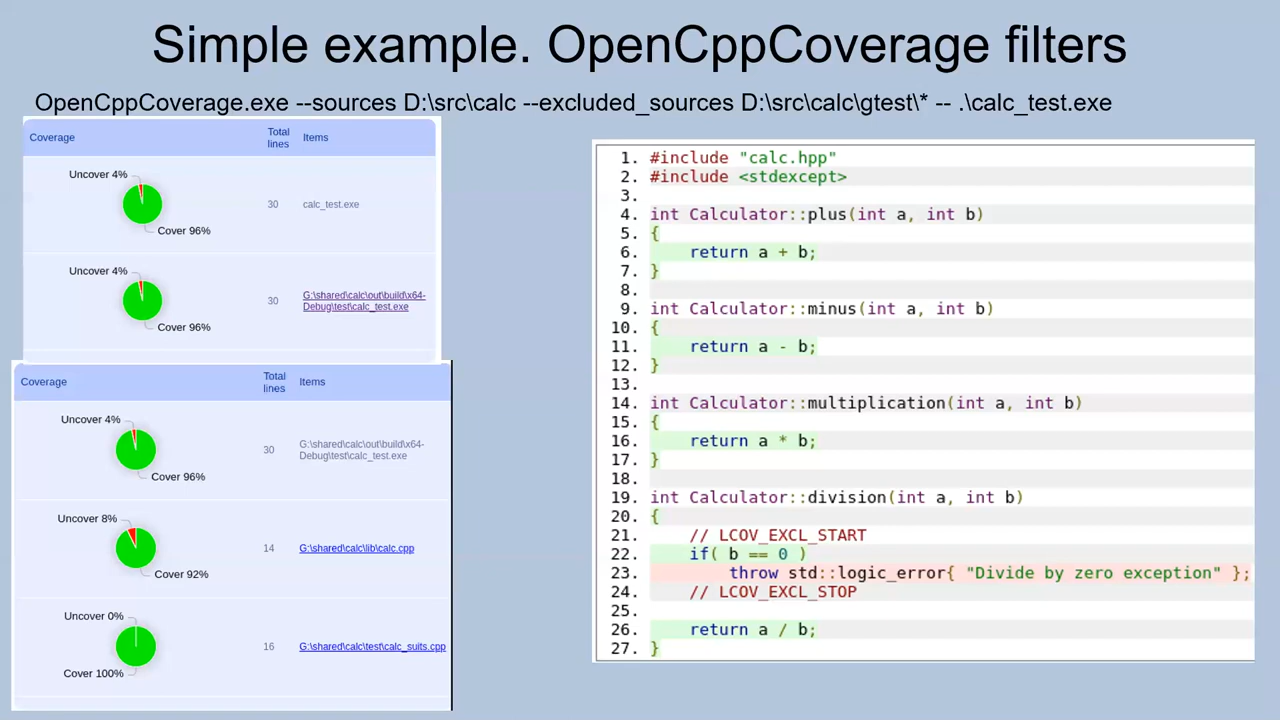 Simple example. OpenCppCoverage filters
OpenCppCoverage.exe --sources D:\src\calc --excluded_sources D:\src\calc\gtest\* -- .\calc_test.exe
Coverage Total lines Items
Uncover 4%
30 calc_test.exe
Cover 96%
Uncover 4%
30 G:\shared\calc\out\build\x64-
Debug\test\calc_test.exe
Cover 96%
Coverage Total lines Items
Uncover 4%
30 G:\shared\calc\out\build\x64-
Debug\test\calc_test.exe
Cover 96%
Uncover 8%
14 G:\shared\calc\lib\calc.cpp
Cover 92%
Uncover 0%
16 G:\shared\calc\test\calc_suits.cpp
Cover 100%
1. #include "calc.hpp"
2. #include <stdexcept>
3.
4. int Calculator::plus(int a, int b)
5. {
6. return a + b;
7. }
8.
9. int Calculator::minus(int a, int b)
10. {
11. return a - b;
12. }
13.
14. int Calculator::multiplication(int a, int b)
15. {
16. return a * b;
17. }
18.
19. int Calculator::division(int a, int b)
20. {
21. // LCOV_EXCL_START
22. if( b == 0 )
23. throw std::logic_error{ "Divide by zero exception" };
24. // LCOV_EXCL_STOP
25.
26. return a / b;
27. }